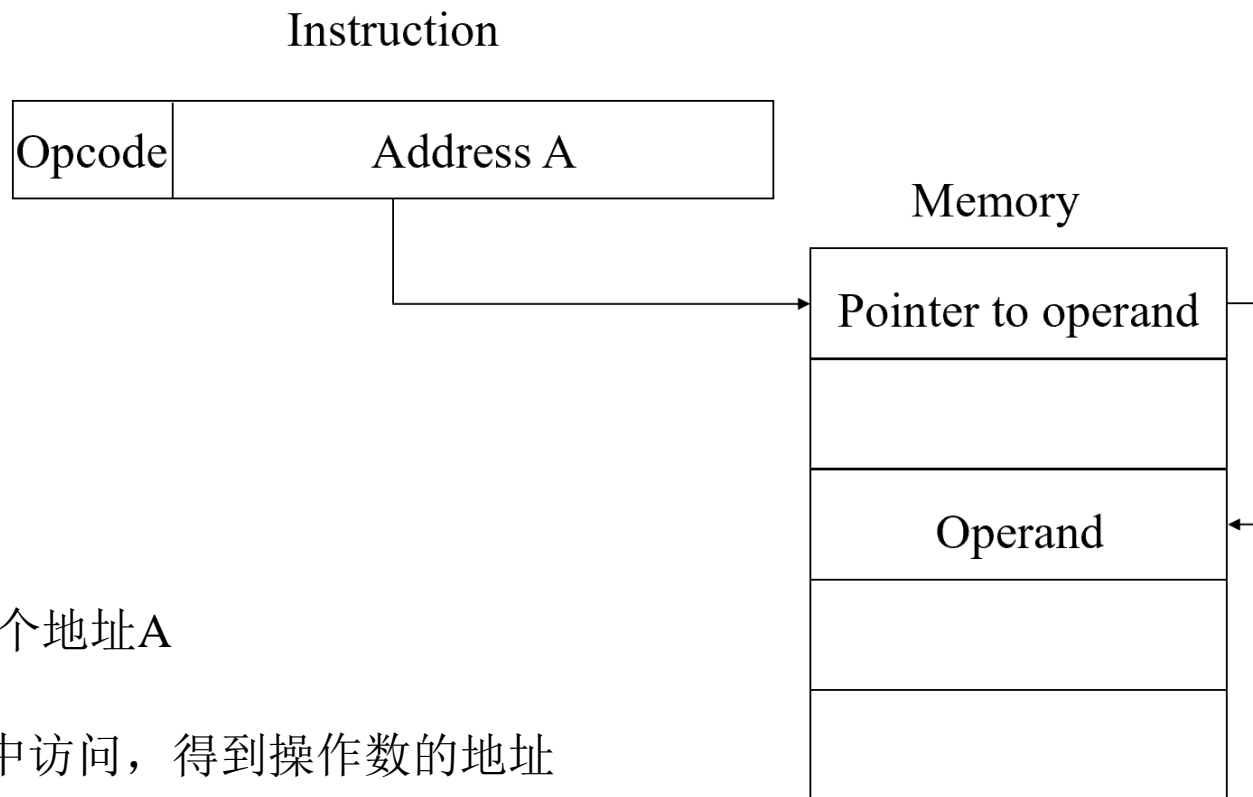 Instruction
Opcode
Address A
Memory
Pointer to operand
Operand
个地址A
中访问，得到操作数的地址